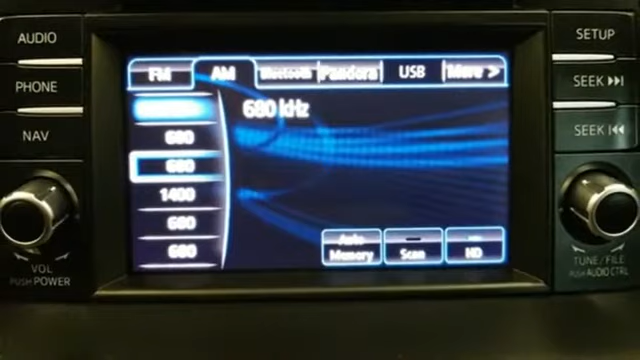 AUDIO
PHONE
NAV
VOL
PUSH POWER
FM AM Bluetooth Pandora USB More >
680 kHz
680
680
1400
680
680
Auto Memory
Scan
HD
SETUP
SEEK
SEEK
TUNE/FILE
PUSH AUDIO CTRL